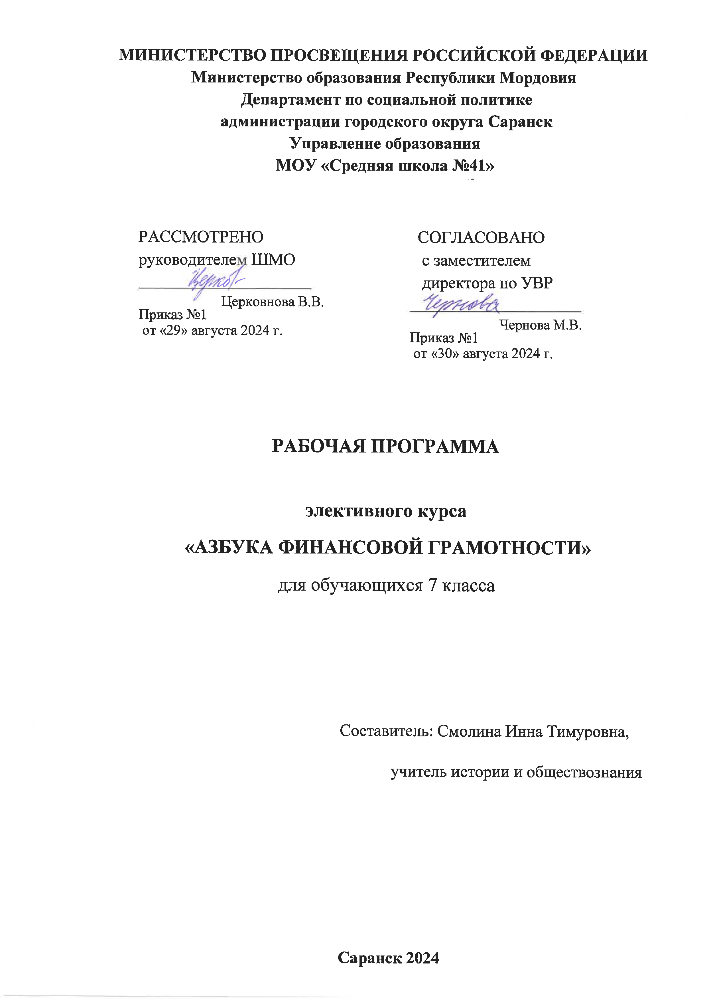 МИНИСТЕРСТВО ПРОСВЕЩЕНИЯ РОССИЙСКОЙ ФЕДЕРАЦИИ
Министерство образования Республики Мордовия
Департамент по социальной политике
администрации городского округа Саранск
Управление образования
МОУ «Средняя школа №41»
РАССМОТРЕНО
руководителем ШМО
Церков
Церковнова В.В.
Приказ №1
от «29» августа 2024 г.
СОГЛАСОВАНО
с заместителем
директора по УВР
Чернова
Чернова М.В.
Приказ №1
от «30» августа 2024 г.
РАБОЧАЯ ПРОГРАММА
элективного курса
«АЗБУКА ФИНАНСОВОЙ ГРАМОТНОСТИ»
для обучающихся 7 класса
Составитель: Смолина Инна Тимуровна,
учитель истории и обществознания
Саранск 2024